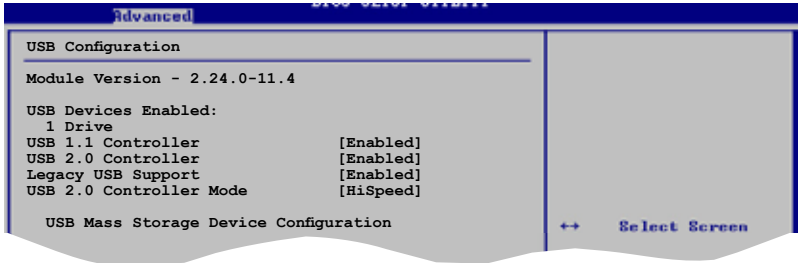 Advanced
USB Configuration
Module Version - 2.24.0-11.4
USB Devices Enabled:
1 Drive
USB 1.1 Controller [Enabled]
USB 2.0 Controller [Enabled]
Legacy USB Support [Enabled]
USB 2.0 Controller Mode [HiSpeed]
USB Mass Storage Device Configuration
↔ Select Screen